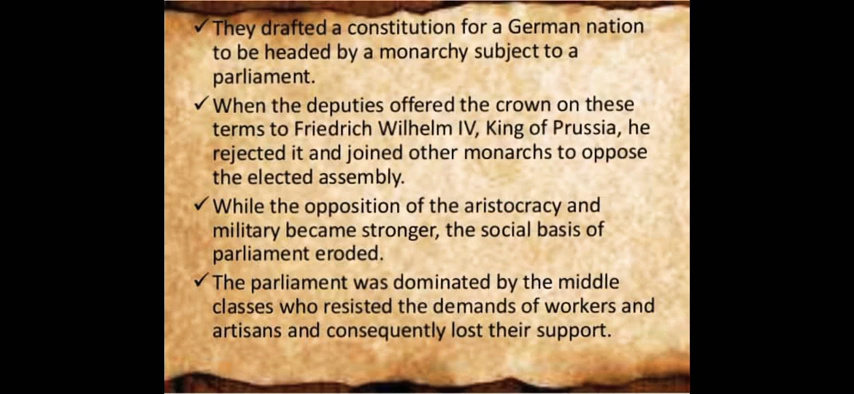 ✓They drafted a constitution for a German nation
to be headed by a monarchy subject to a
parliament.
✓When the deputies offered the crown on these
terms to Friedrich Wilhelm IV, King of Prussia, he
rejected it and joined other monarchs to oppose
the elected assembly.
✓While the opposition of the aristocracy and
military became stronger, the social basis of
parliament eroded.
✓The parliament was dominated by the middle
classes who resisted the demands of workers and
artisans and consequently lost their support.